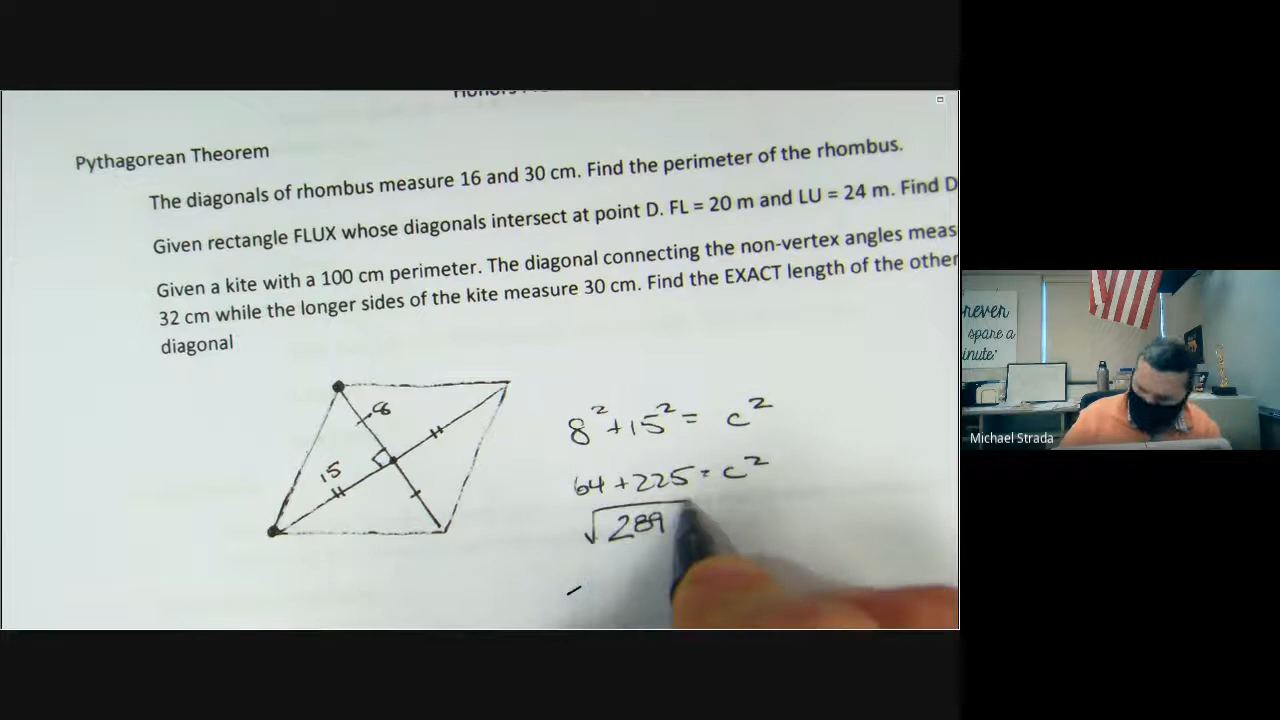 Pythagorean Theorem
The diagonals of rhombus measure 16 and 30 cm. Find the perimeter of the rhombus.
Given rectangle FLUX whose diagonals intersect at point D. FL = 20 m and LU = 24 m. Find D
Given a kite with a 100 cm perimeter. The diagonal connecting the non-vertex angles meas
32 cm while the longer sides of the kite measure 30 cm. Find the EXACT length of the other
diagonal
8
15
8² + 15² = c²
64 + 225 = c²
√289
never
spare a
minute"
Michael Strada